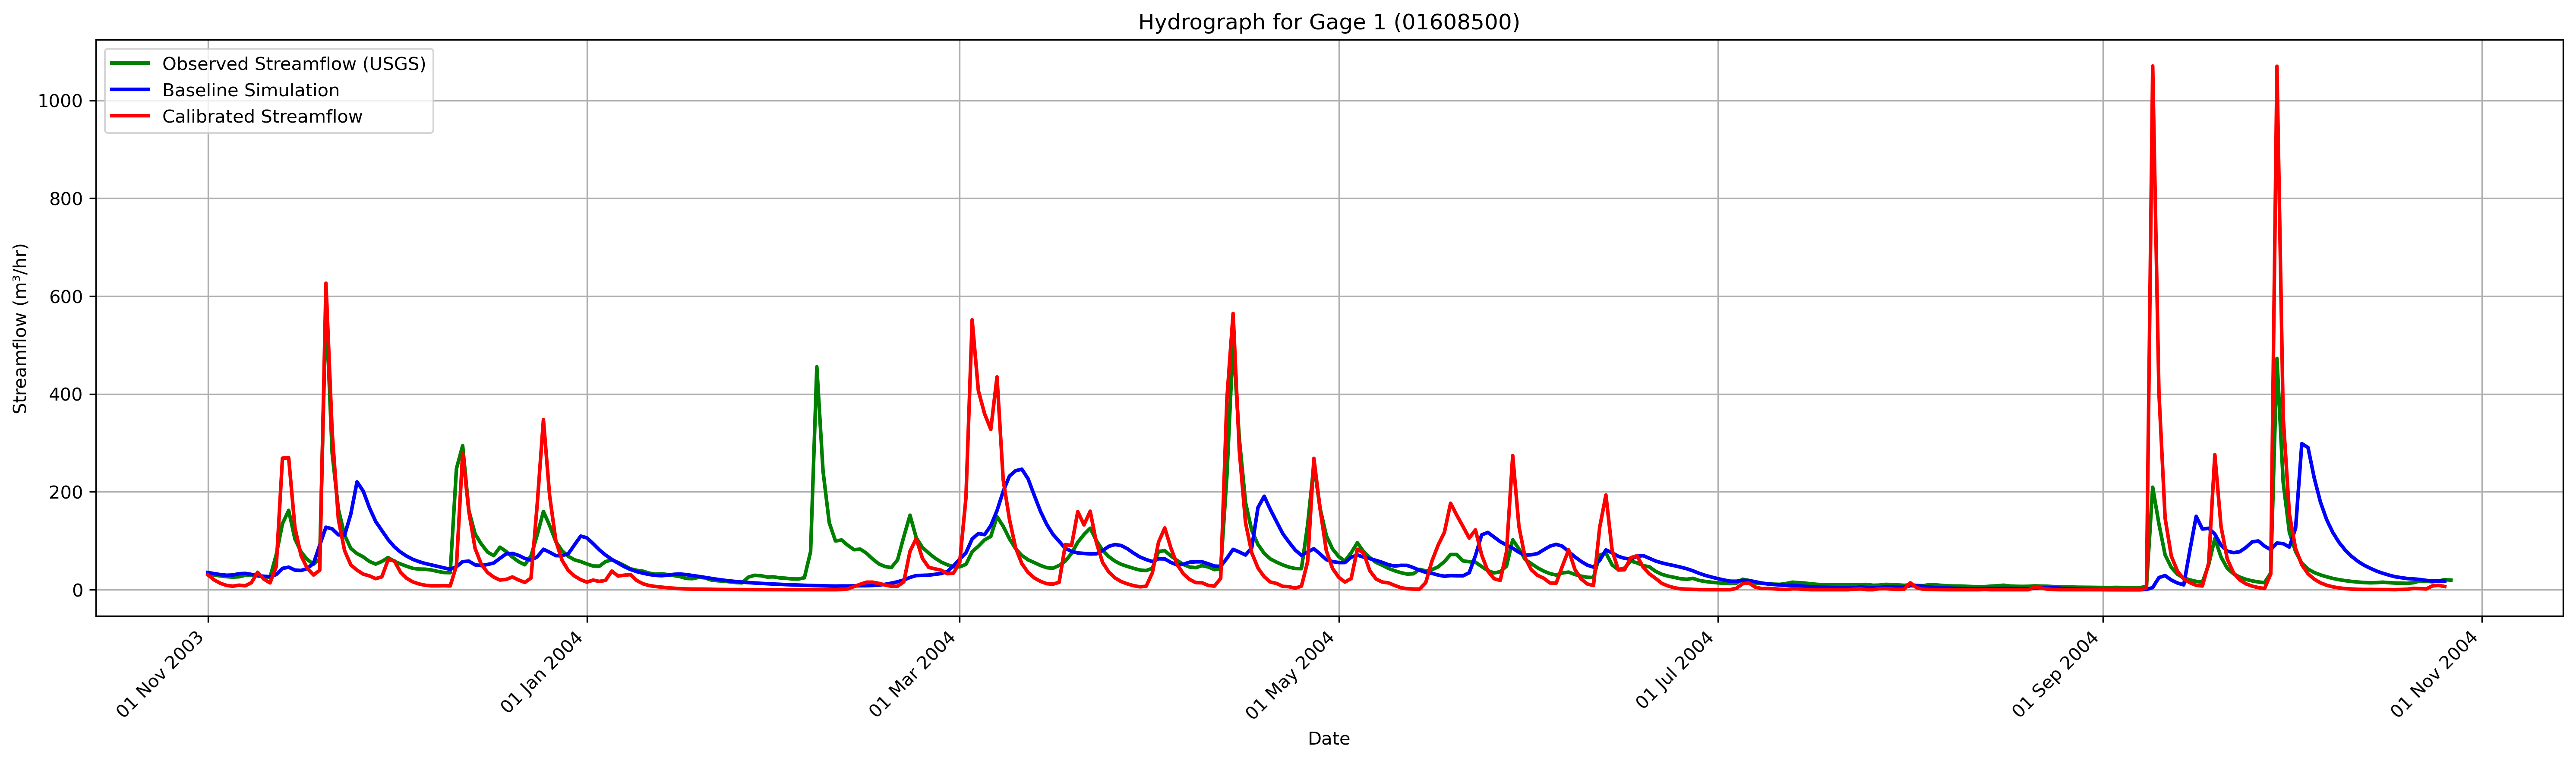 Hydrograph for Gage 1 (01608500)
Observed Streamflow (USGS)
Baseline Simulation
Calibrated Streamflow
Streamflow (m³/hr)
1000
800
600
400
200
0
01 Nov 2003
01 Jan 2004
01 Mar 2004
01 May 2004
01 Jul 2004
01 Sep 2004
01 Nov 2004
Date